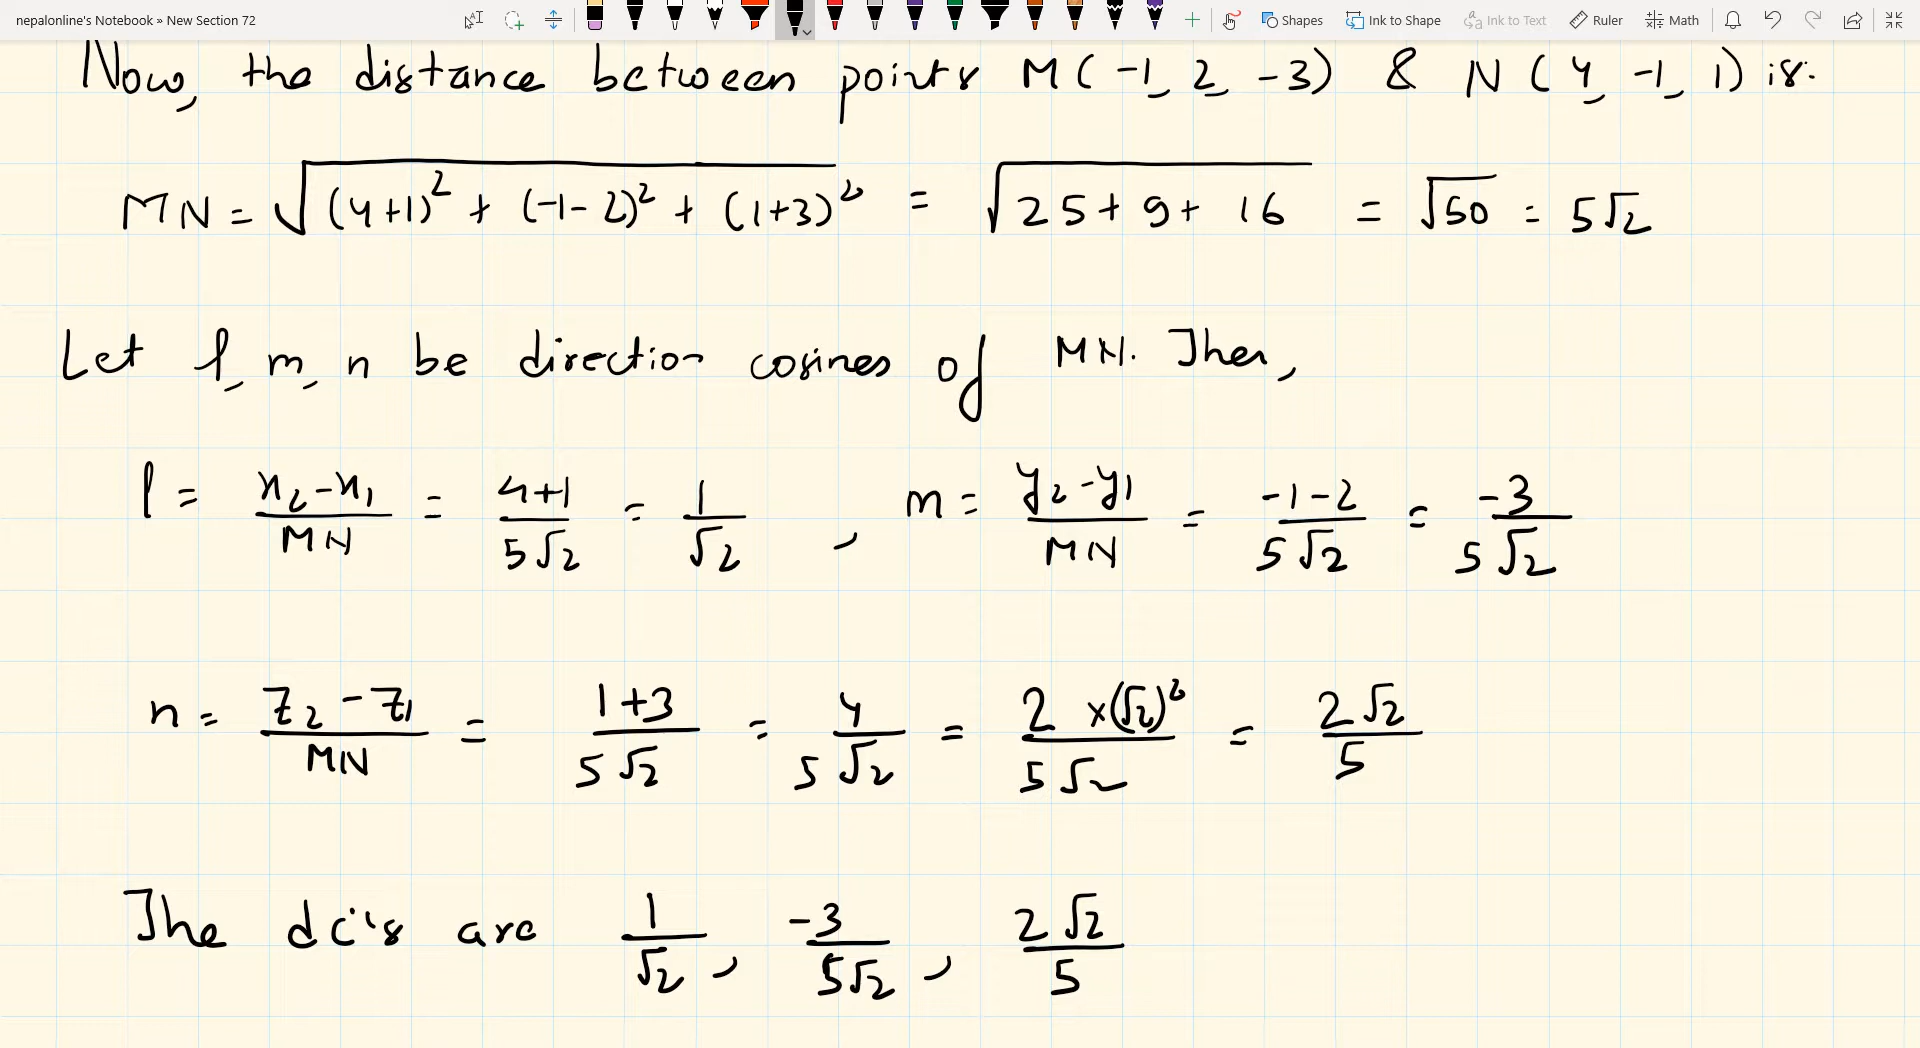 nepalonline's Notebook » New Section 72 Shapes Ink to Shape Ink to Text Ruler Math
Now, the distance between points M(-1, 2, -3) & N(4, -1, 1) is.
MN = √((4+1)² + (-1-2)² + (1+3)²) = √(25+9+16) = √50 = 5√2
Let l, m, n be direction cosines of MN. Then,
l = (x₂-x₁)/MN = (4+1)/(5√2) = 1/√2 , m = (y₂-y₁)/MN = (-1-2)/(5√2) = -3/(5√2)
n = (z₂-z₁)/MN = (1+3)/(5√2) = 4/(5√2) = (2×(√2)²)/(5√2) = 2√2/5
The dc's are 1/√2, -3/(5√2), 2√2/5